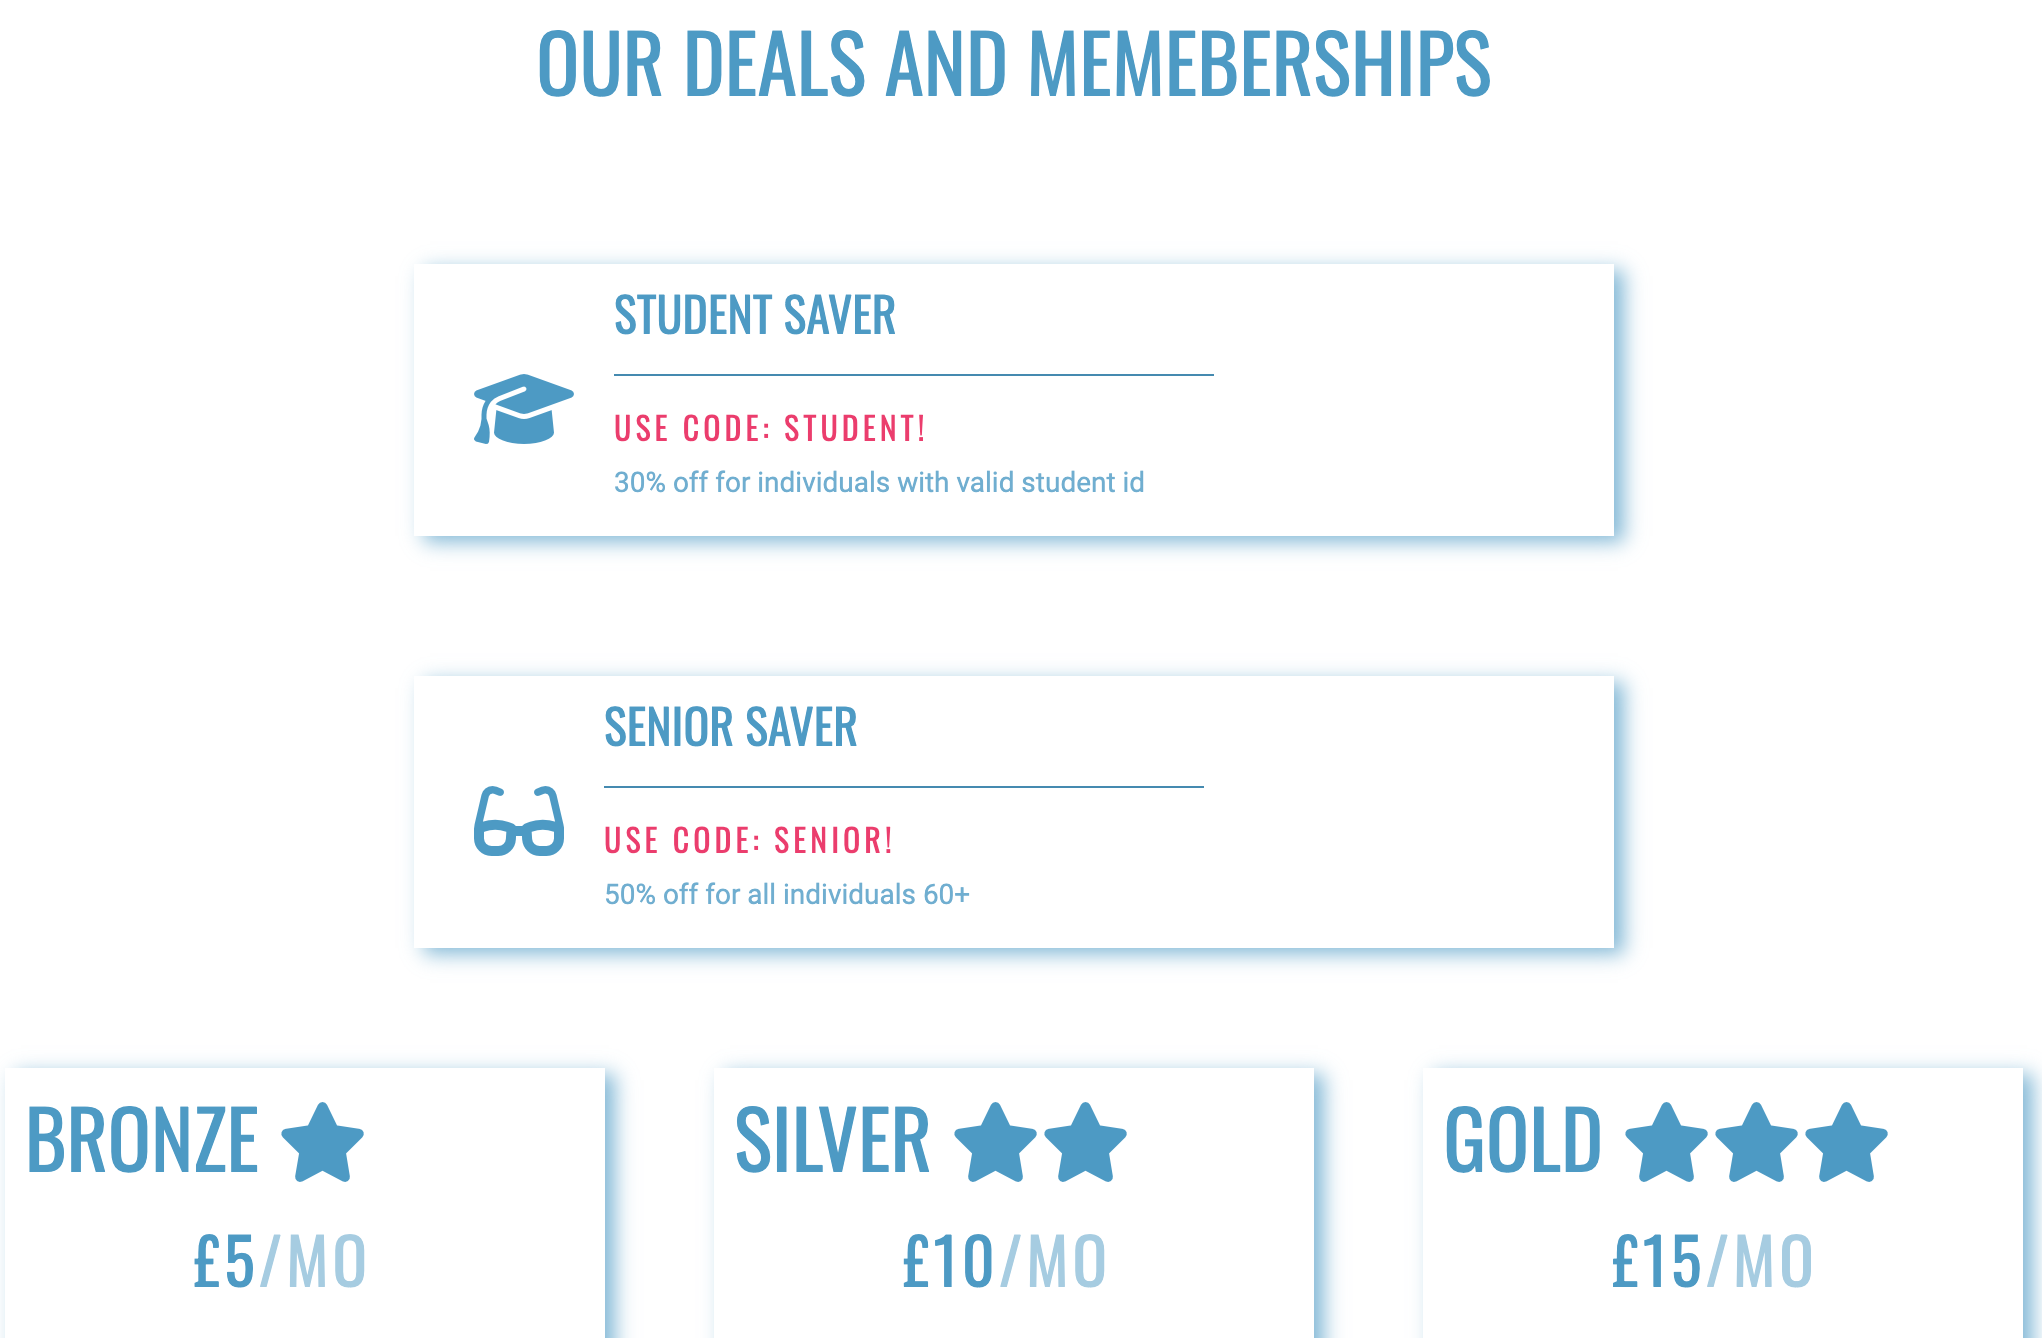 OUR DEALS AND MEMEBERSHIPS
STUDENT SAVER
USE CODE: STUDENT!
30% off for individuals with valid student id
SENIOR SAVER
USE CODE: SENIOR!
50% off for all individuals 60+
BRONZE
£5/MO
SILVER
£10/MO
GOLD
£15/MO